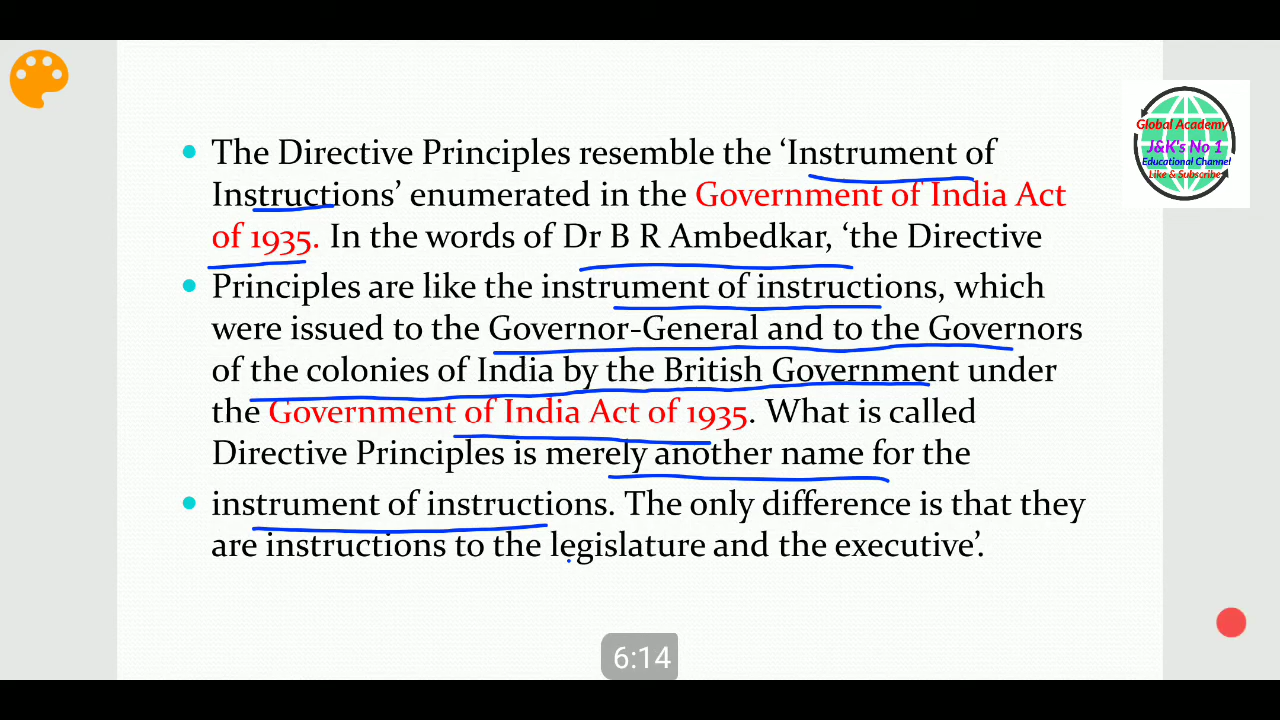 • The Directive Principles resemble the ‘Instrument of
Instructions’ enumerated in the Government of India Act
of 1935. In the words of Dr B R Ambedkar, ‘the Directive
• Principles are like the instrument of instructions, which
were issued to the Governor-General and to the Governors
of the colonies of India by the British Government under
the Government of India Act of 1935. What is called
Directive Principles is merely another name for the
• instrument of instructions. The only difference is that they
are instructions to the legislature and the executive’.
Global Academy
J&K's No 1
Educational Channel
Like & Subscribe
6:14